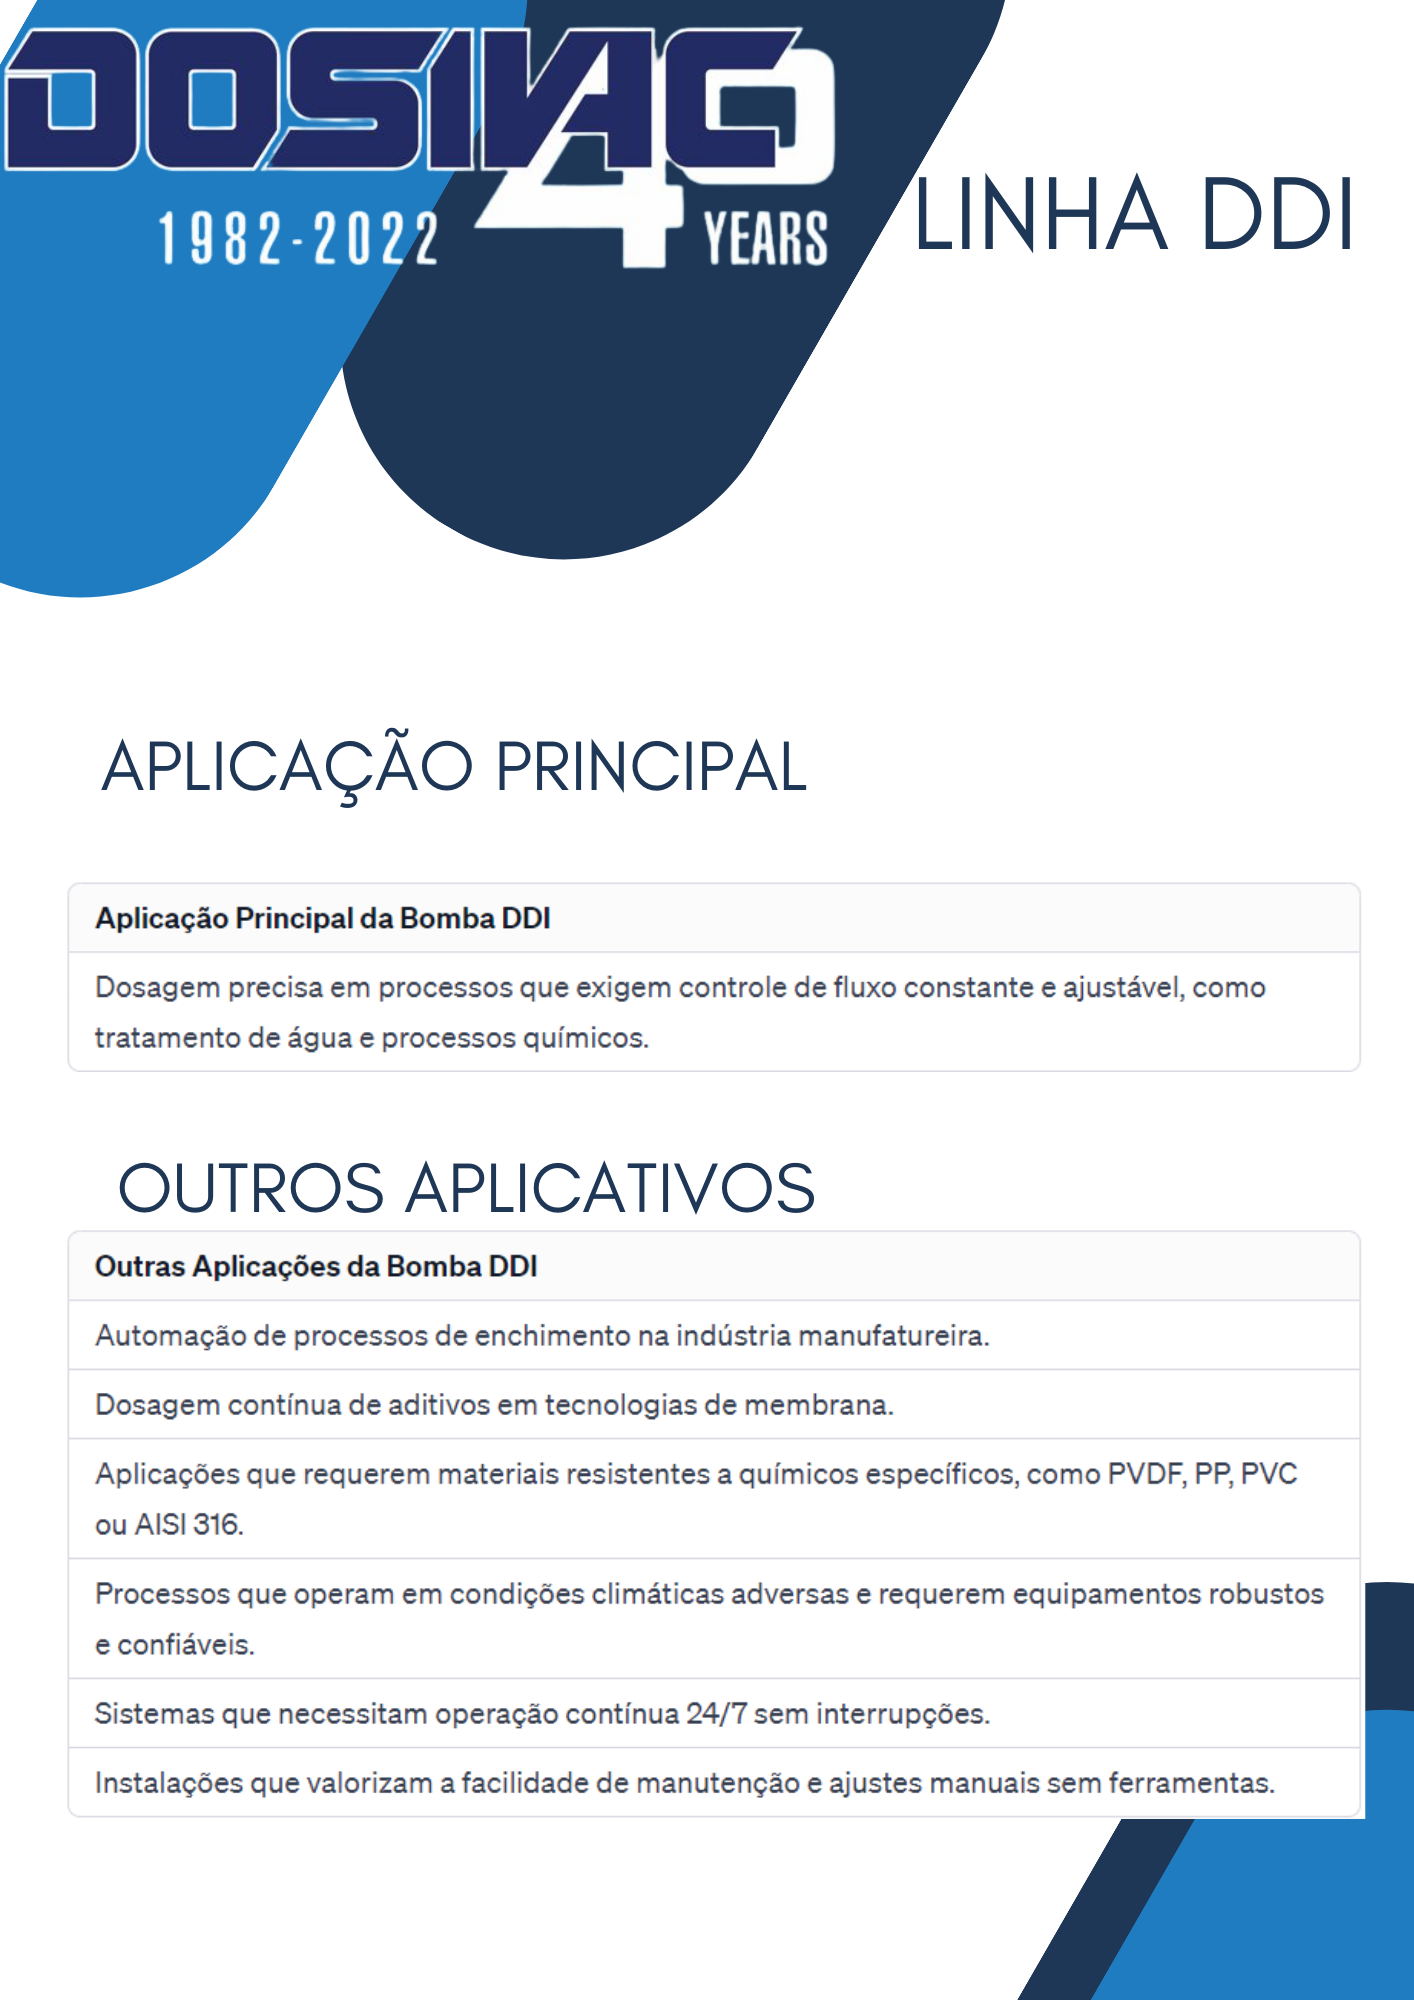 DOSIVAC
40
1982-2022
YEARS
LINHA DDI
APLICAÇÃO PRINCIPAL
Aplicação Principal da Bomba DDI
Dosagem precisa em processos que exigem controle de fluxo constante e ajustável, como
tratamento de água e processos químicos.
OUTROS APLICATIVOS
Outras Aplicações da Bomba DDI
Automação de processos de enchimento na indústria manufatureira.
Dosagem contínua de aditivos em tecnologias de membrana.
Aplicações que requerem materiais resistentes a químicos específicos, como PVDF, PP, PVC
ou AISI 316.
Processos que operam em condições climáticas adversas e requerem equipamentos robustos
e confiáveis.
Sistemas que necessitam operação contínua 24/7 sem interrupções.
Instalações que valorizam a facilidade de manutenção e ajustes manuais sem ferramentas.